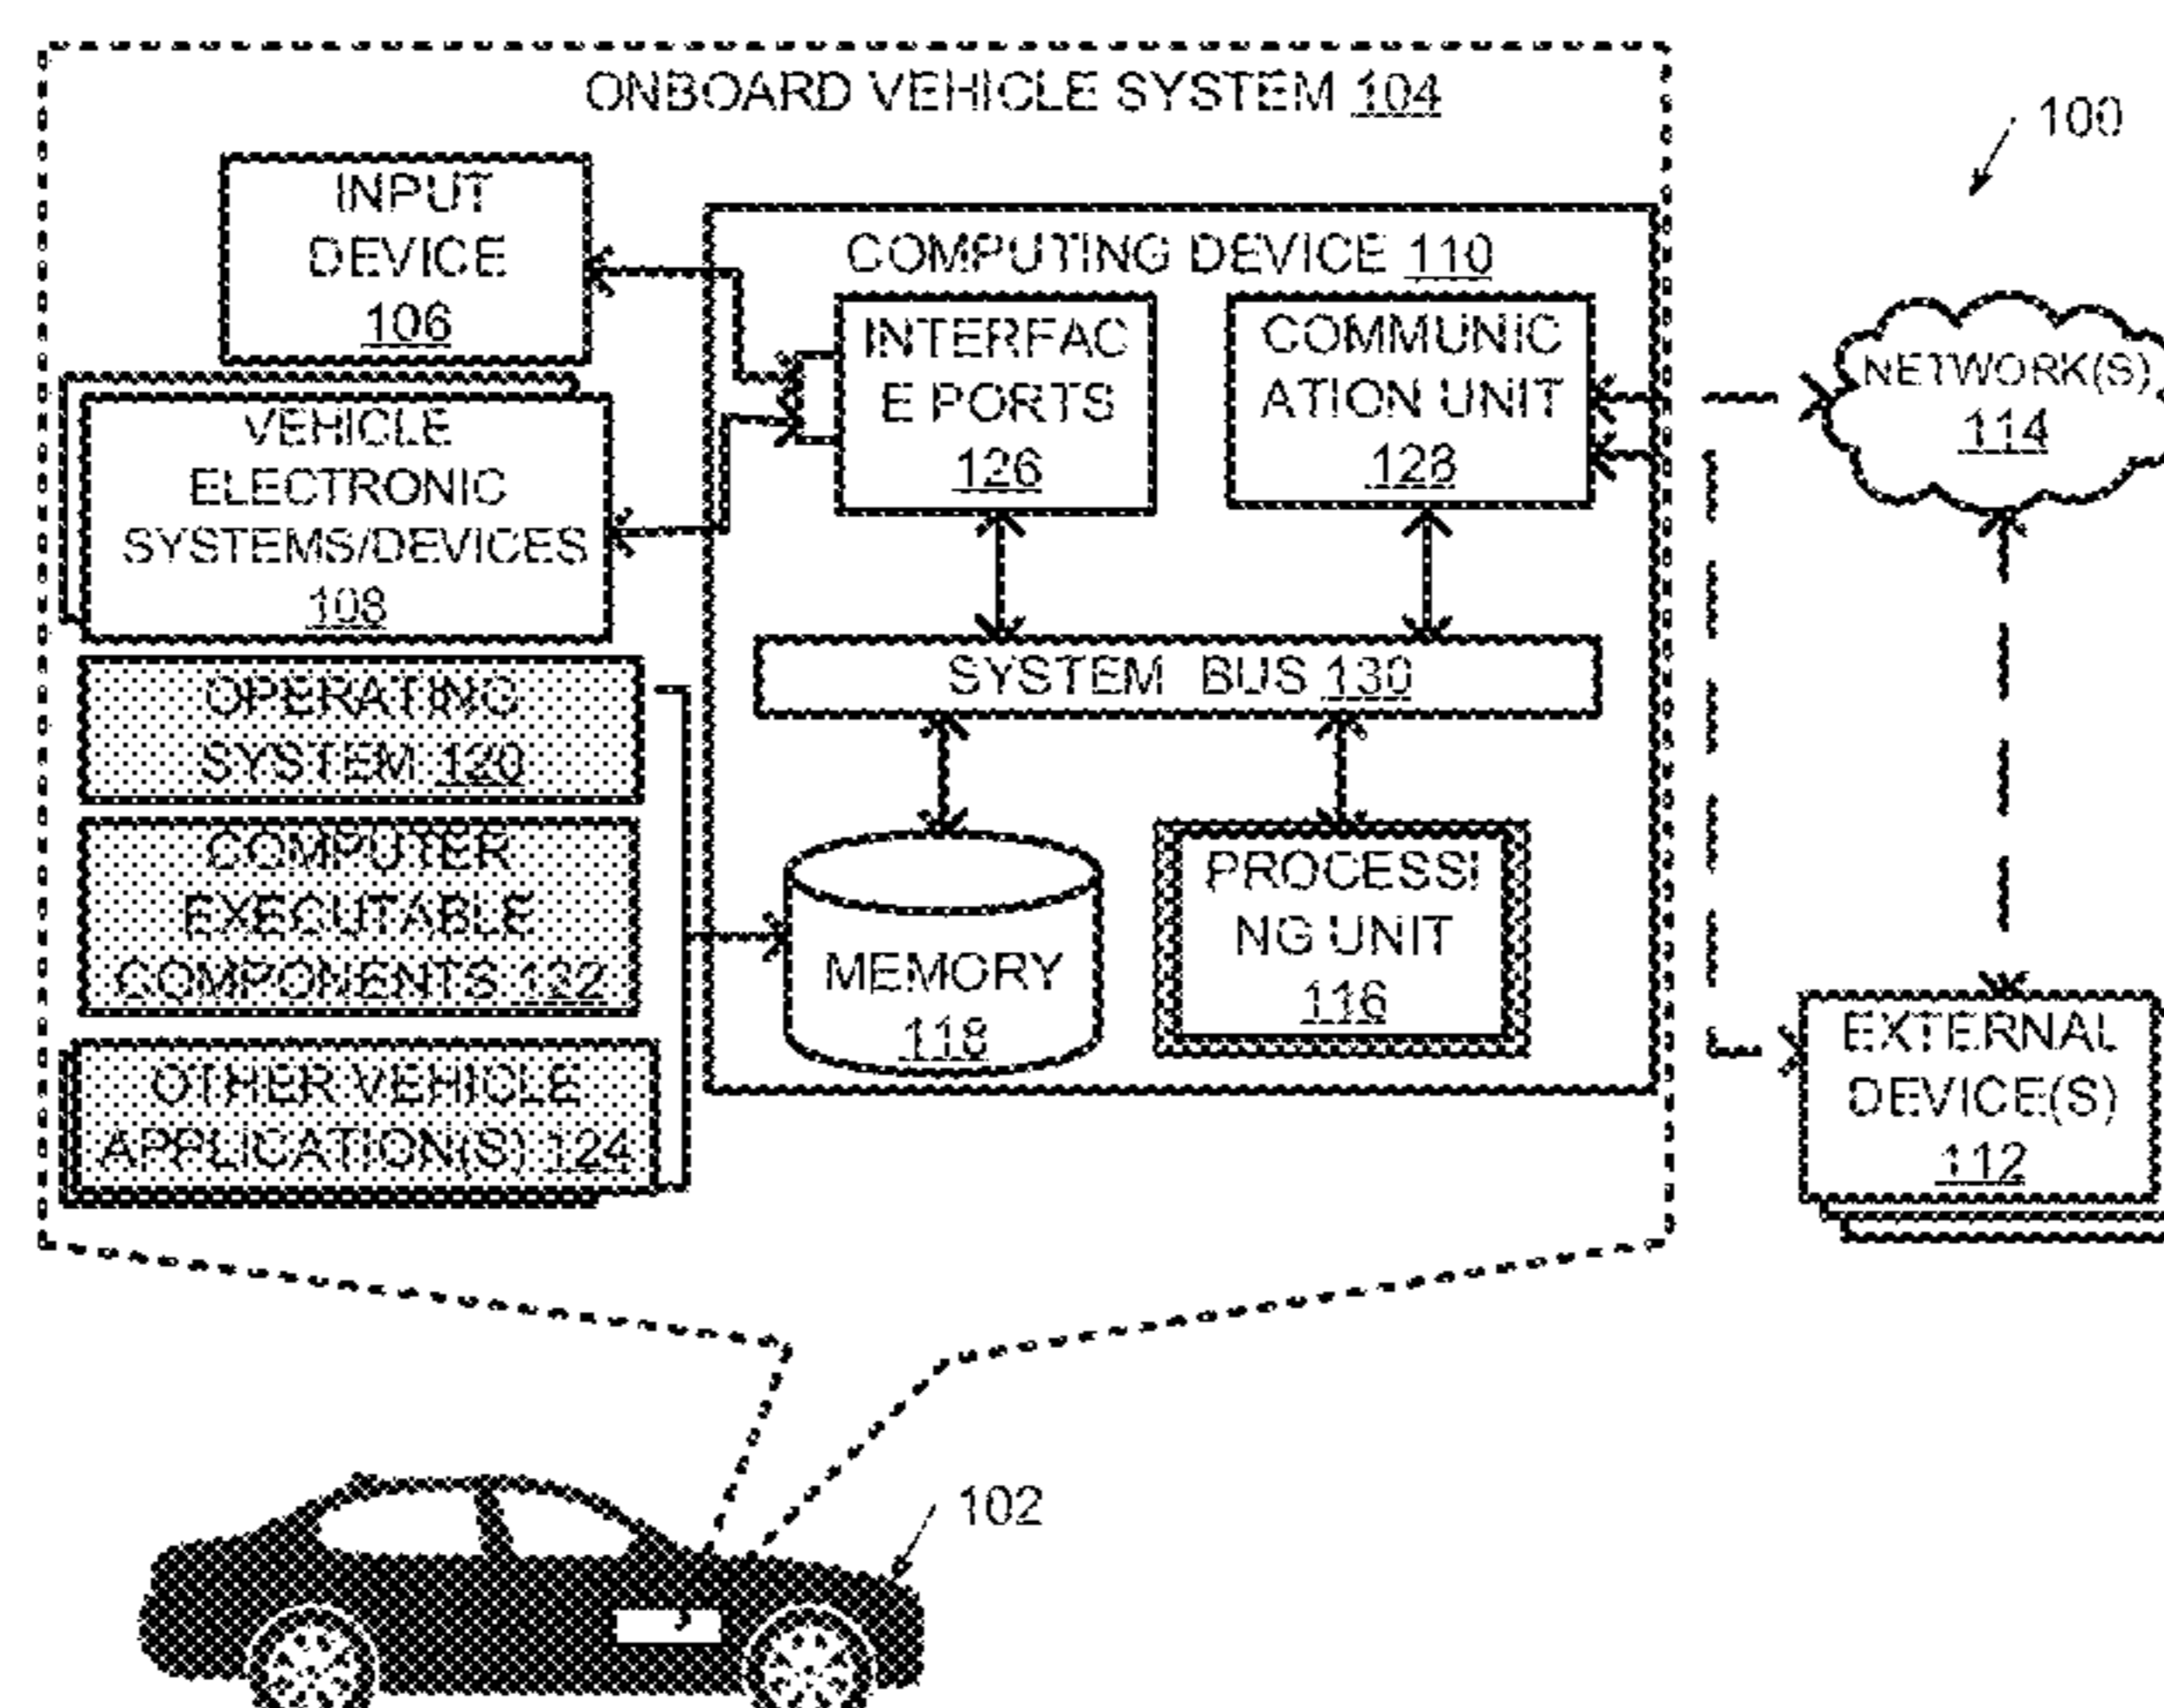 ONBOARD VEHICLE SYSTEM 104
100
INPUT
DEVICE
106
COMPUTING DEVICE 110
INTERFAC
E PORTS
126
COMMUNIC
ATION UNIT
128
NETWORK(S)
114
VEHICLE
ELECTRONIC
SYSTEMS/DEVICES
108
SYSTEM BUS 130
OPERATING
SYSTEM 120
COMPUTER
EXECUTABLE
COMPONENTS 122
OTHER VEHICLE
APPLICATION(S) 124
MEMORY
118
PROCESSI
NG UNIT
116
EXTERNAL
DEVICE(S)
112
102